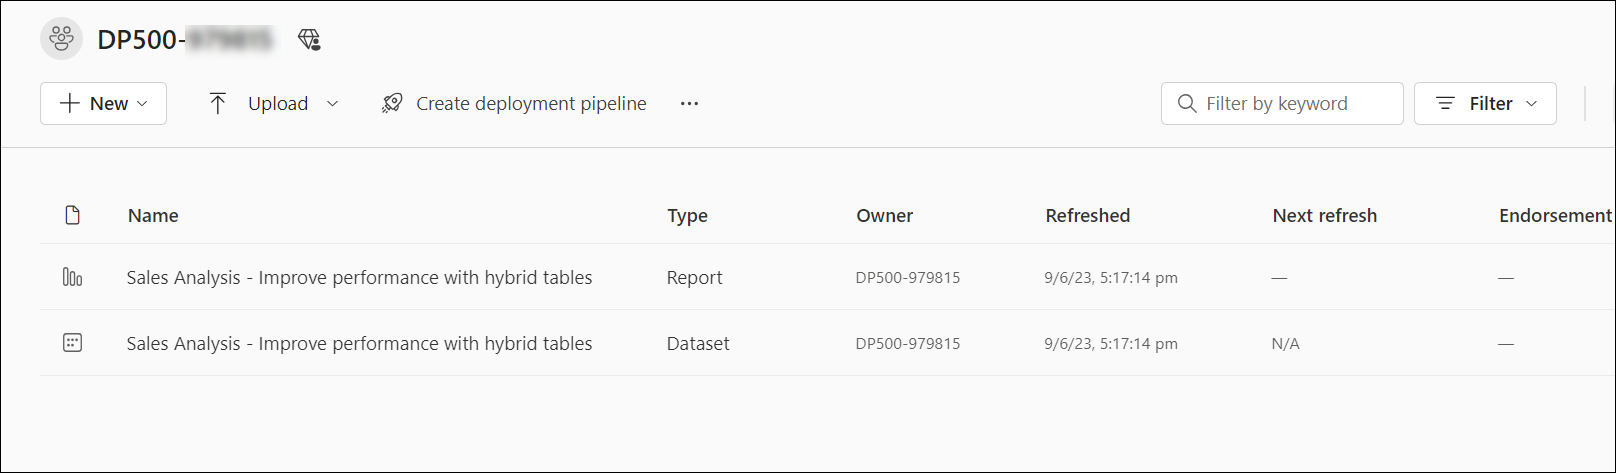 DP500-
New
Upload
Create deployment pipeline
Filter by keyword
Filter
Name Type Owner Refreshed Next refresh Endorsement
Sales Analysis - Improve performance with hybrid tables Report DP500-979815 9/6/23, 5:17:14 pm — —
Sales Analysis - Improve performance with hybrid tables Dataset DP500-979815 9/6/23, 5:17:14 pm N/A —